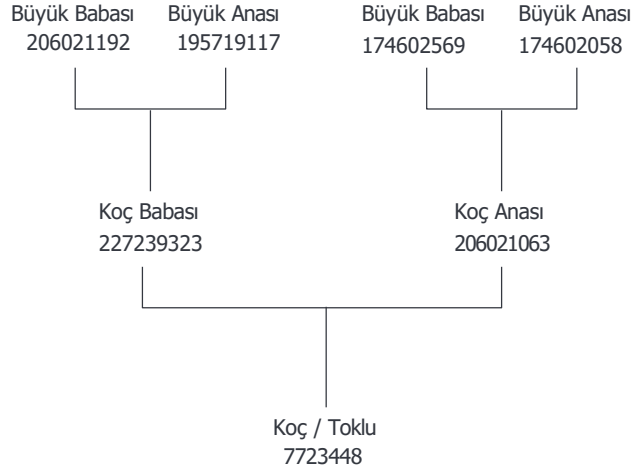 Büyük Babası Büyük Anası Büyük Babası Büyük Anası
206021192 195719117 174602569 174602058
Koç Babası Koç Anası
227239323 206021063
Koç / Toklu
7723448